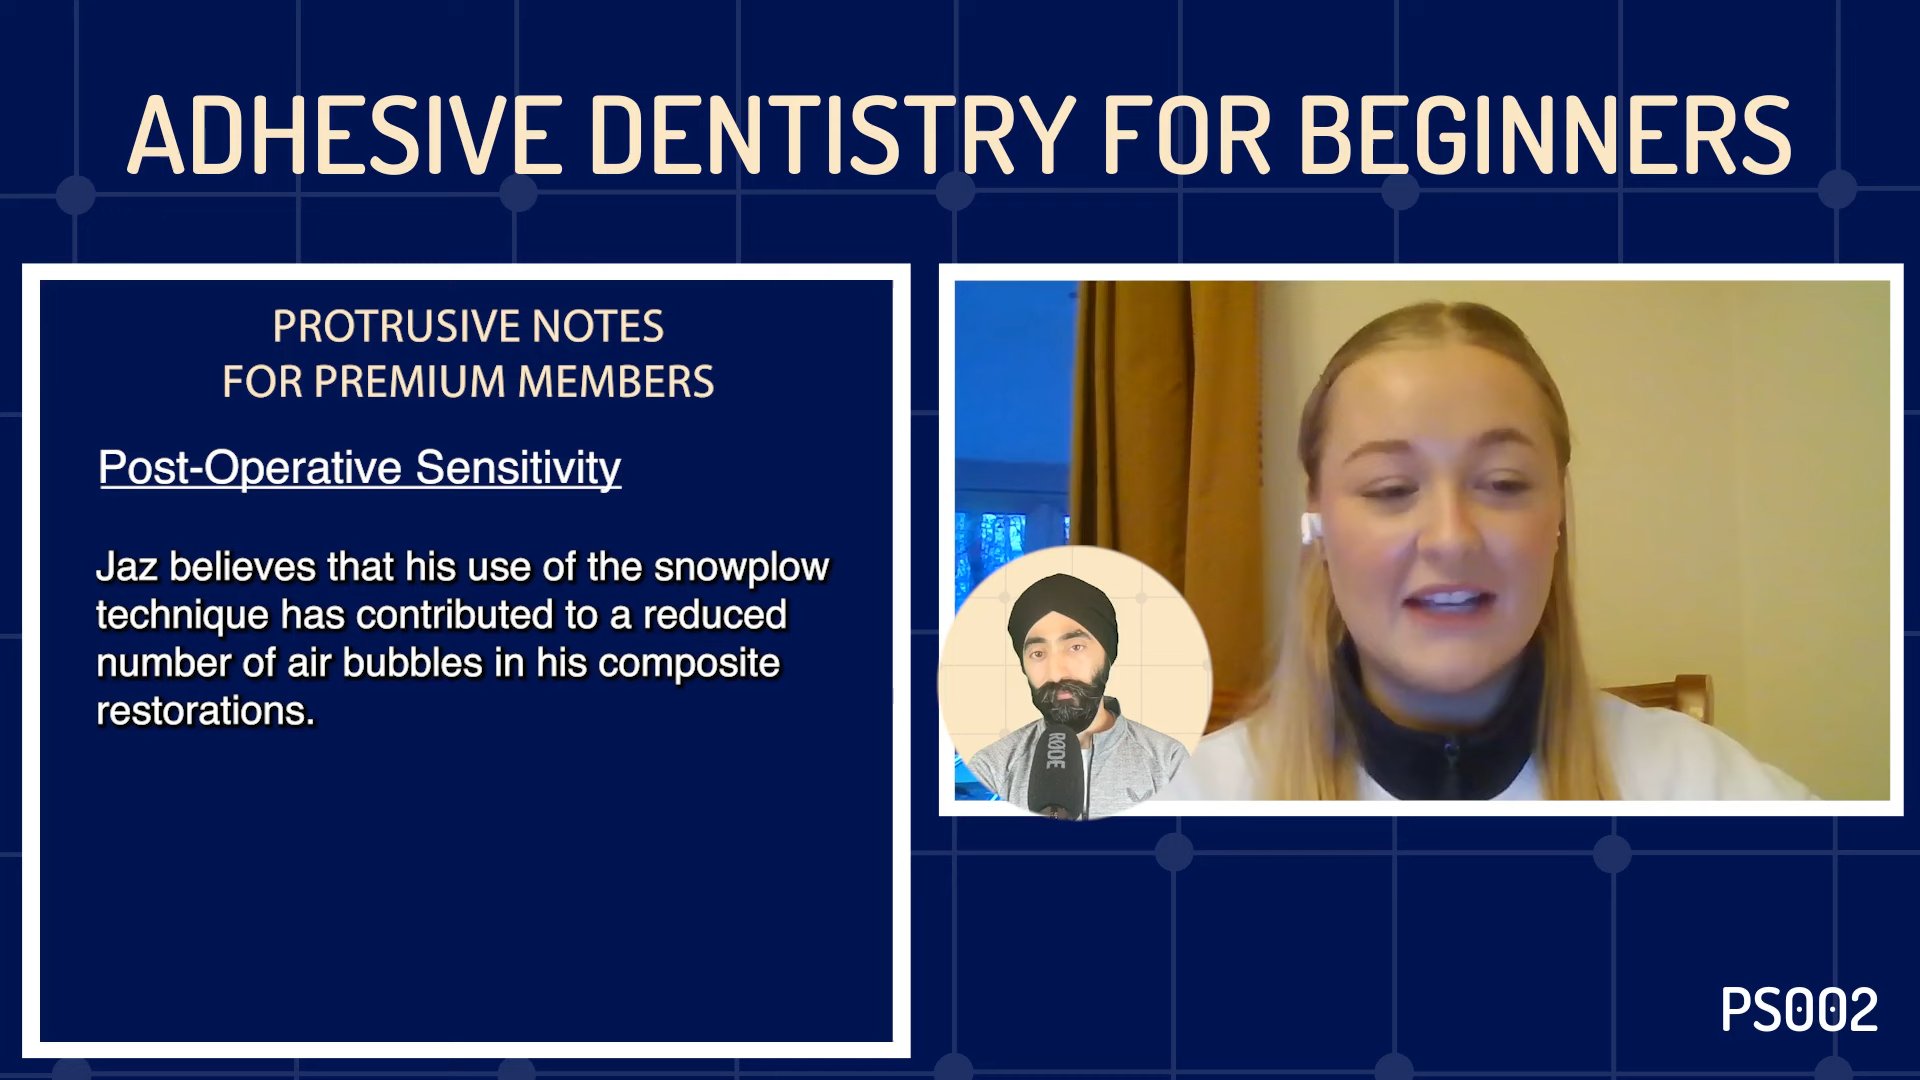 ADHESIVE DENTISTRY FOR BEGINNERS
PROTRUSIVE NOTES
FOR PREMIUM MEMBERS
Post-Operative Sensitivity
Jaz believes that his use of the snowplow
technique has contributed to a reduced
number of air bubbles in his composite
restorations.
RØDE
PS002